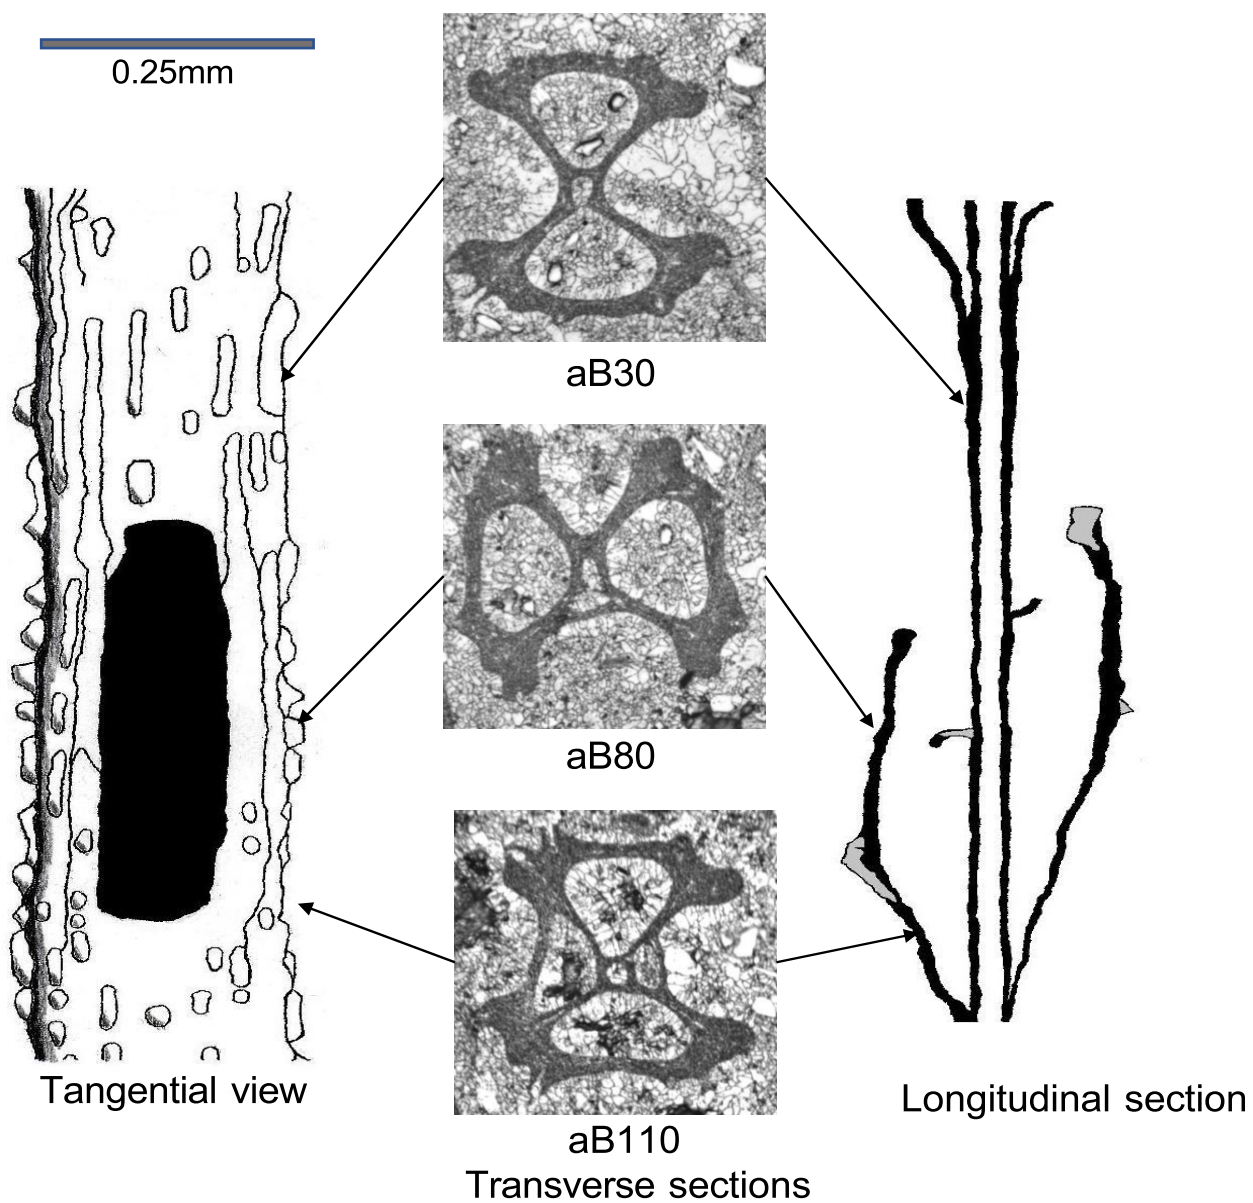 0.25mm
aB30
aB80
aB110
Tangential view
Longitudinal section
Transverse sections